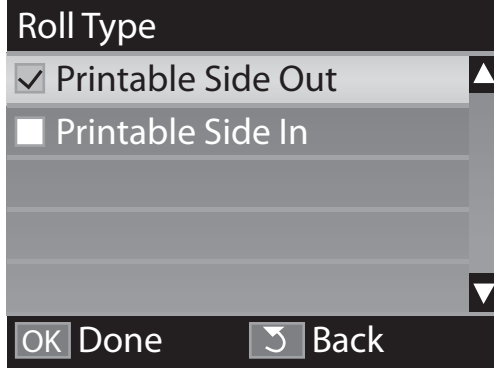 Roll Type
Printable Side Out
Printable Side In
OK Done Back